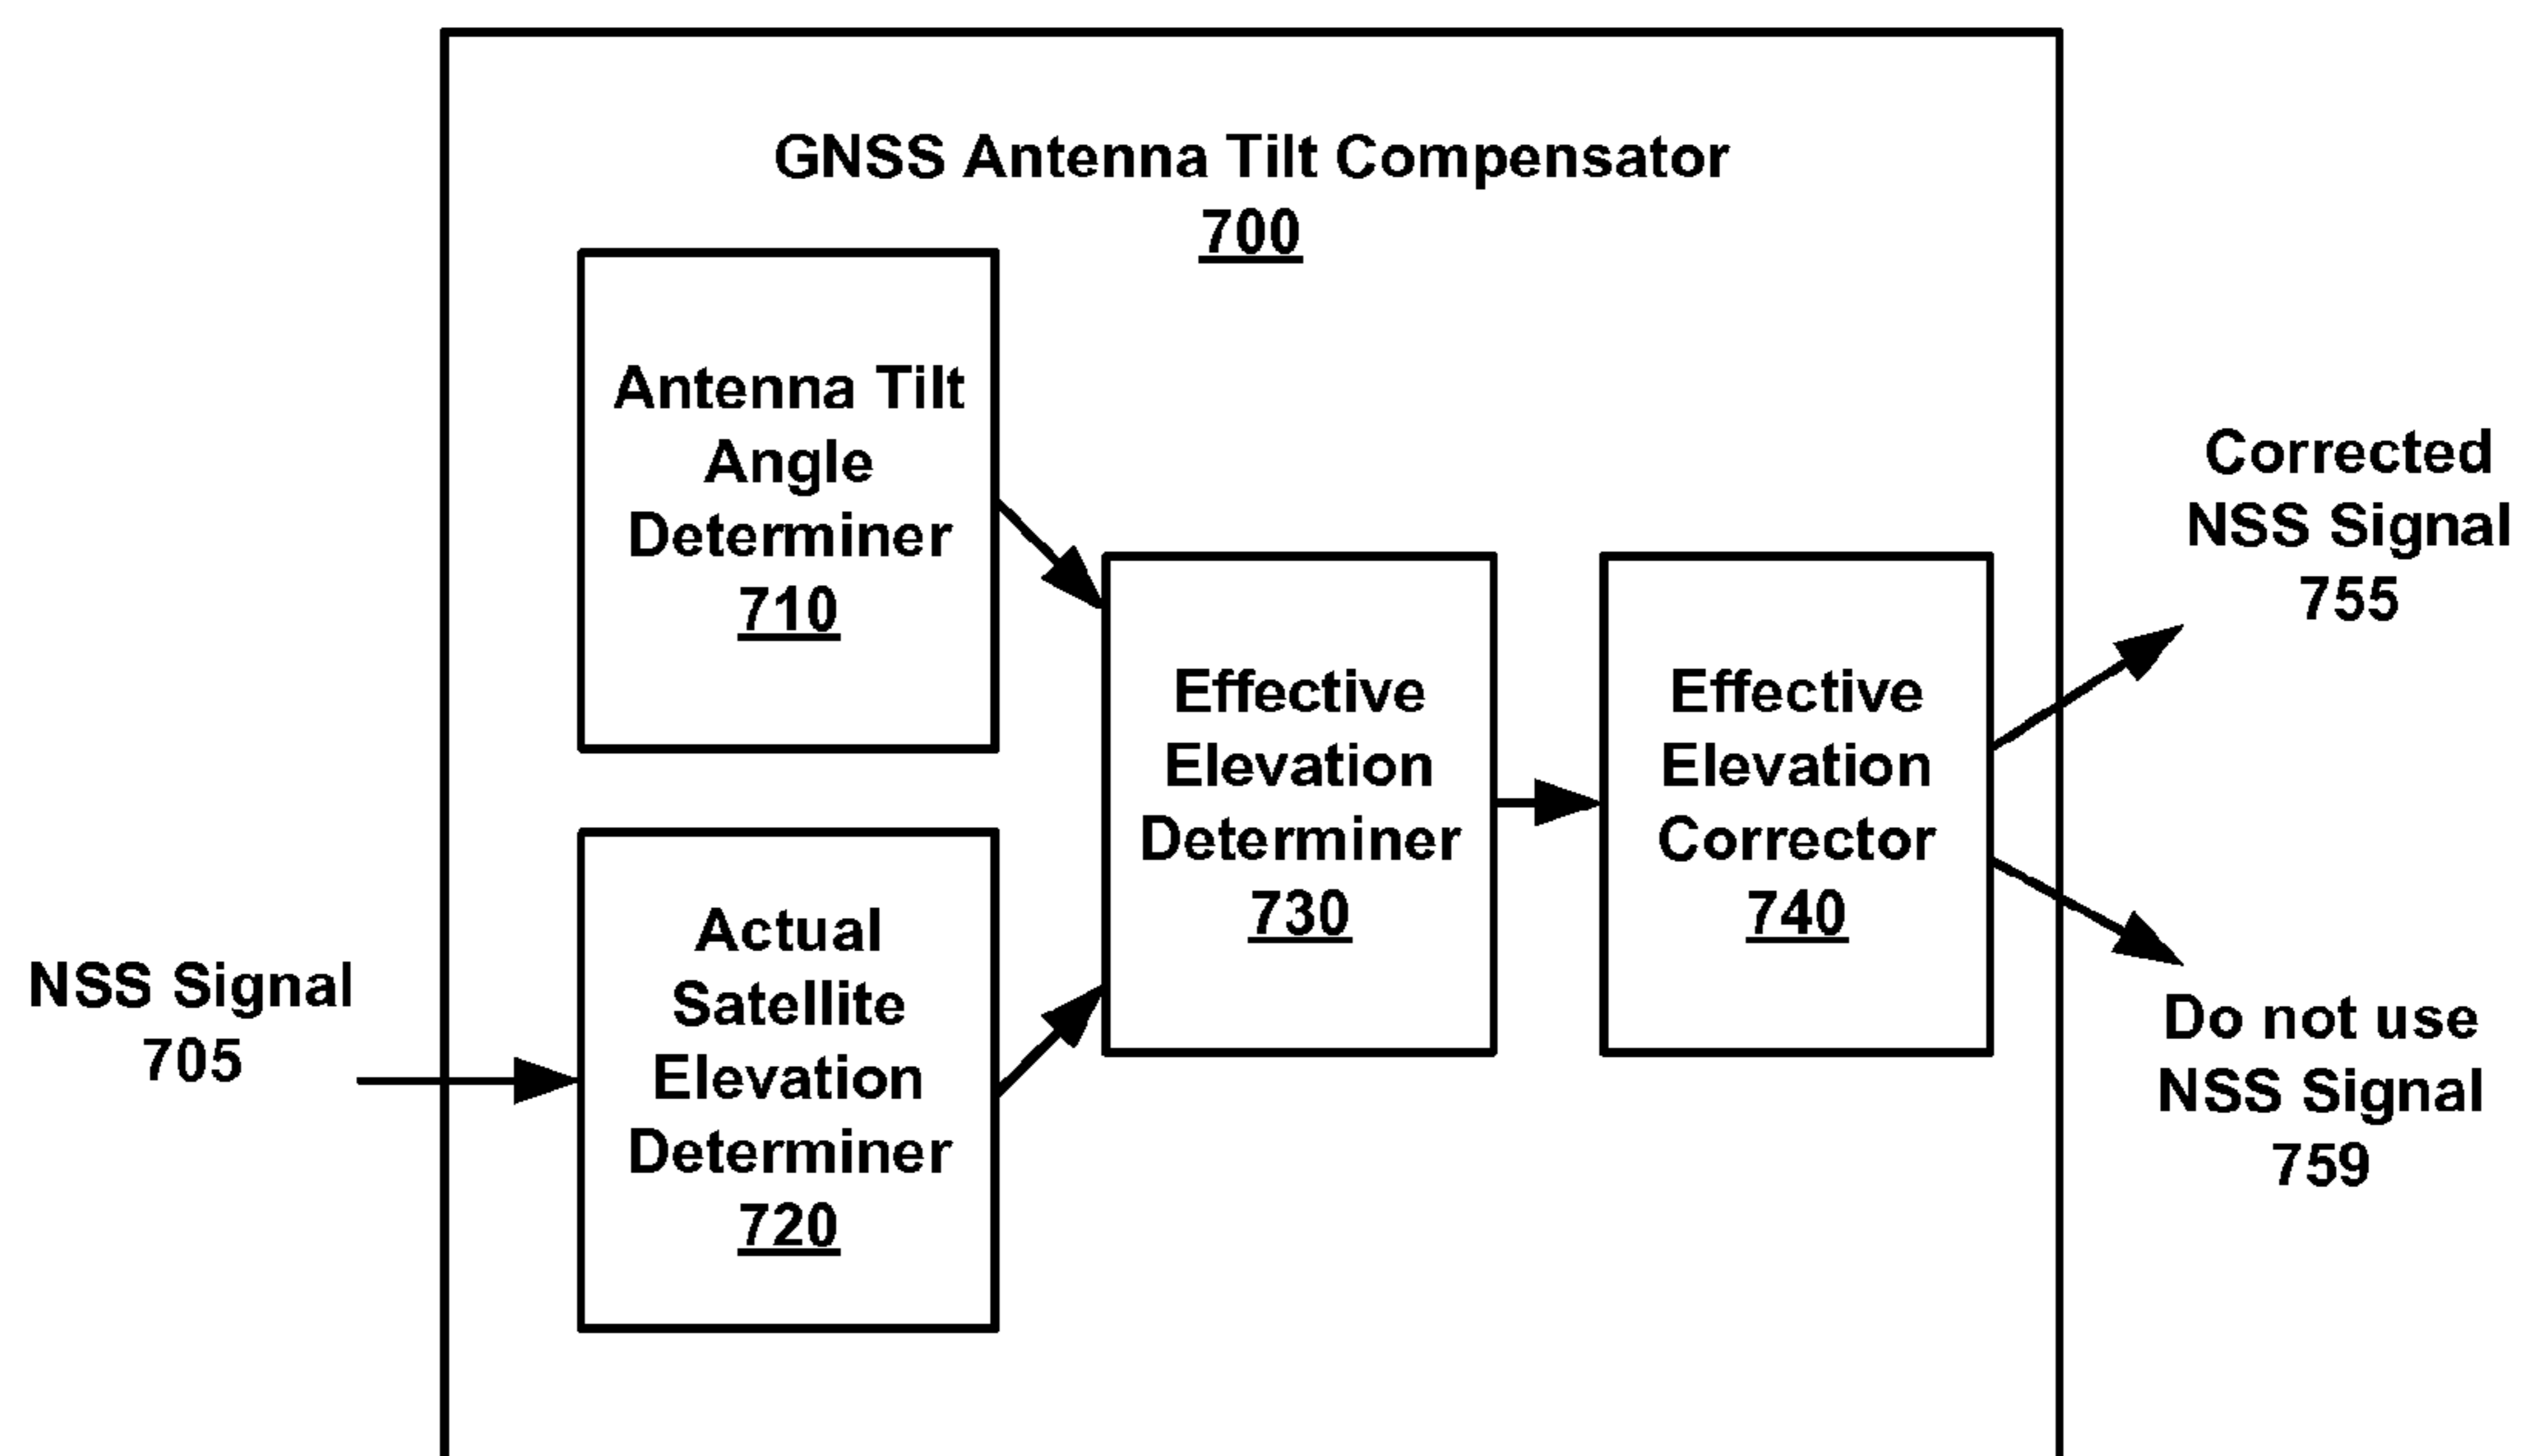 GNSS Antenna Tilt Compensator
700
Antenna Tilt
Angle
Determiner
710
Actual
Satellite
Elevation
Determiner
720
NSS Signal
705
Effective
Elevation
Determiner
730
Effective
Elevation
Corrector
740
Corrected
NSS Signal
755
Do not use
NSS Signal
759